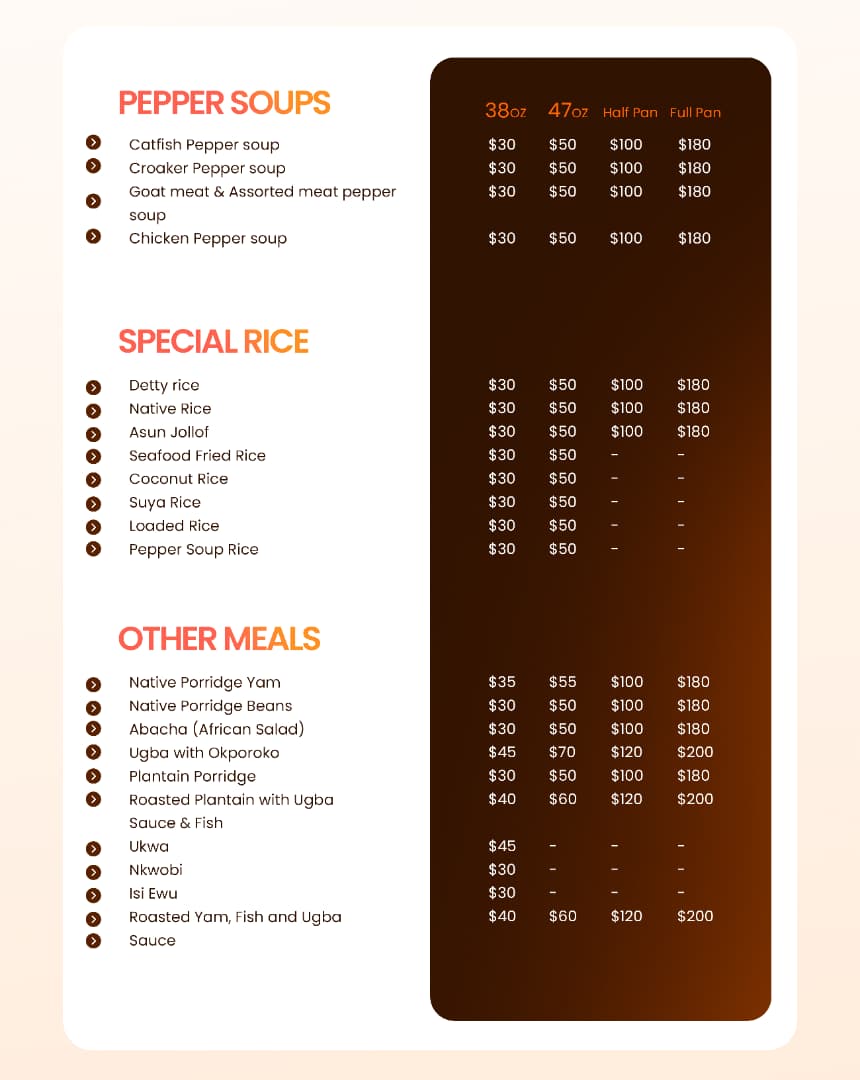 PEPPER SOUPS
38oz 47oz Half Pan Full Pan
Catfish Pepper soup $30 $50 $100 $180
Croaker Pepper soup $30 $50 $100 $180
Goat meat & Assorted meat pepper $30 $50 $100 $180
soup
Chicken Pepper soup $30 $50 $100 $180
SPECIAL RICE
Detty rice $30 $50 $100 $180
Native Rice $30 $50 $100 $180
Asun Jollof $30 $50 $100 $180
Seafood Fried Rice $30 $50 - -
Coconut Rice $30 $50 - -
Suya Rice $30 $50 - -
Loaded Rice $30 $50 - -
Pepper Soup Rice $30 $50 - -
OTHER MEALS
Native Porridge Yam $35 $55 $100 $180
Native Porridge Beans $30 $50 $100 $180
Abacha (African Salad) $30 $50 $100 $180
Ugba with Okporoko $45 $70 $120 $200
Plantain Porridge $30 $50 $100 $180
Roasted Plantain with Ugba $40 $60 $120 $200
Sauce & Fish
Ukwa $45 - - -
Nkwobi $30 - - -
Isi Ewu $30 - - -
Roasted Yam, Fish and Ugba $40 $60 $120 $200
Sauce